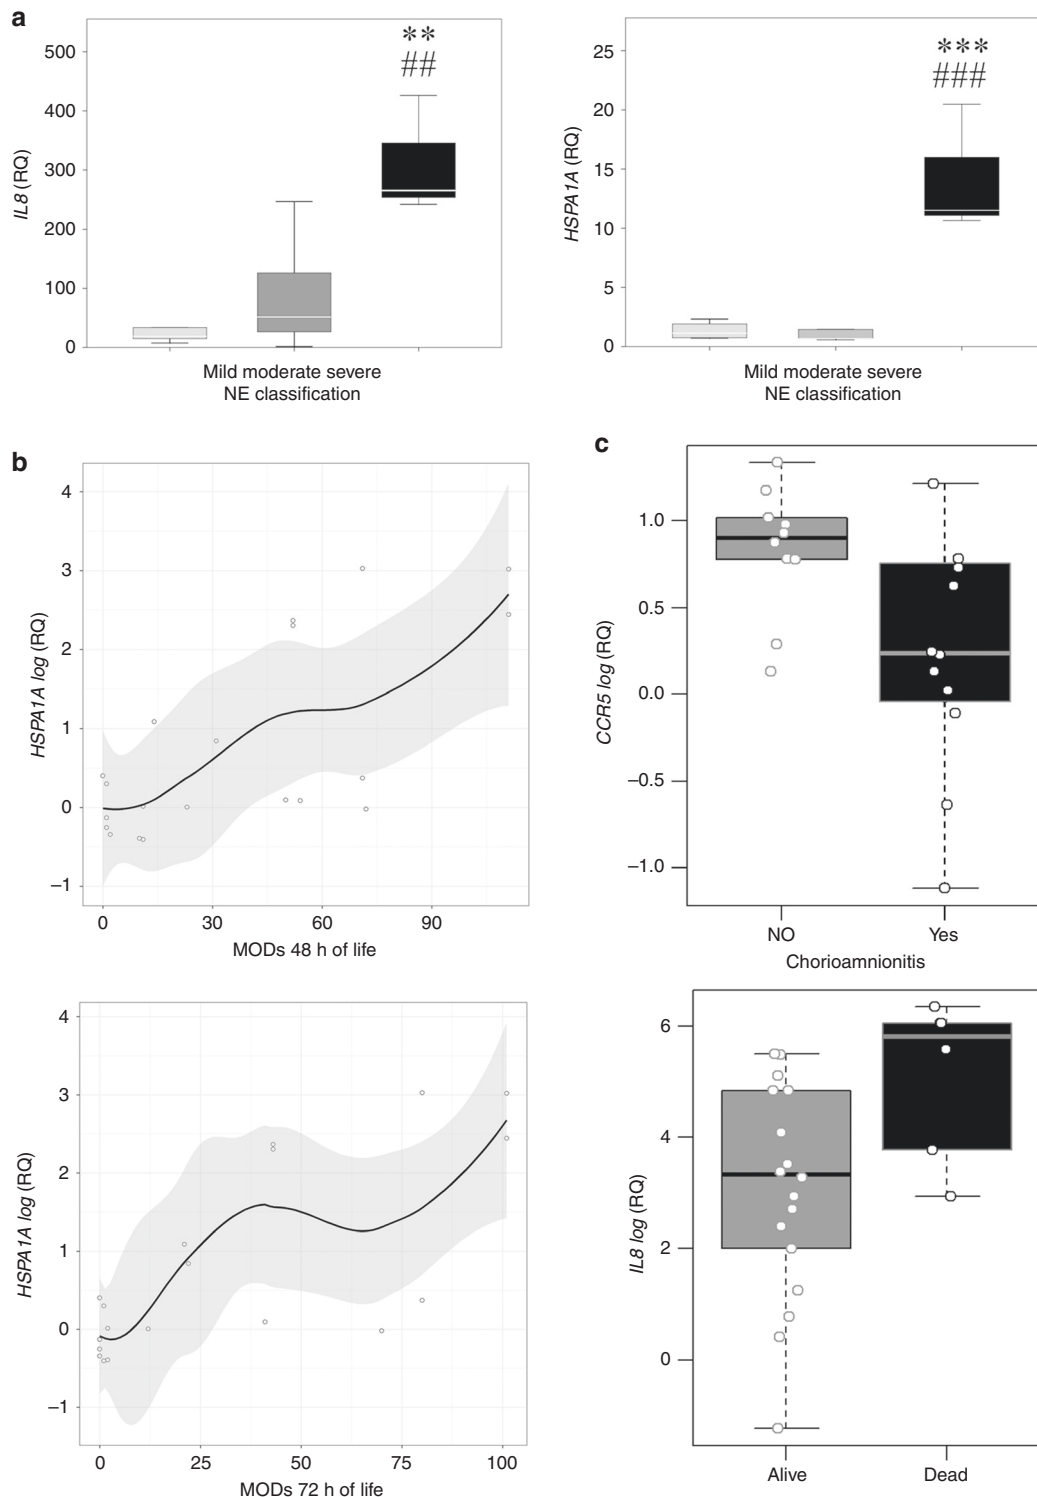 a
500
400
300
200
100
0
IL8 (RQ)
**
##
Mild moderate severe
NE classification
25
20
15
10
5
0
HSPA1A (RQ)
***
###
Mild moderate severe
NE classification
b
4
3
2
1
0
−1
HSPA1A log (RQ)
0 30 60 90
MODs 48 h of life
4
3
2
1
0
−1
HSPA1A log (RQ)
0 25 50 75 100
MODs 72 h of life
c
1.0
0.5
0.0
−0.5
−1.0
CCR5 log (RQ)
NO Yes
Chorioamnionitis
6
4
2
0
IL8 log (RQ)
Alive Dead